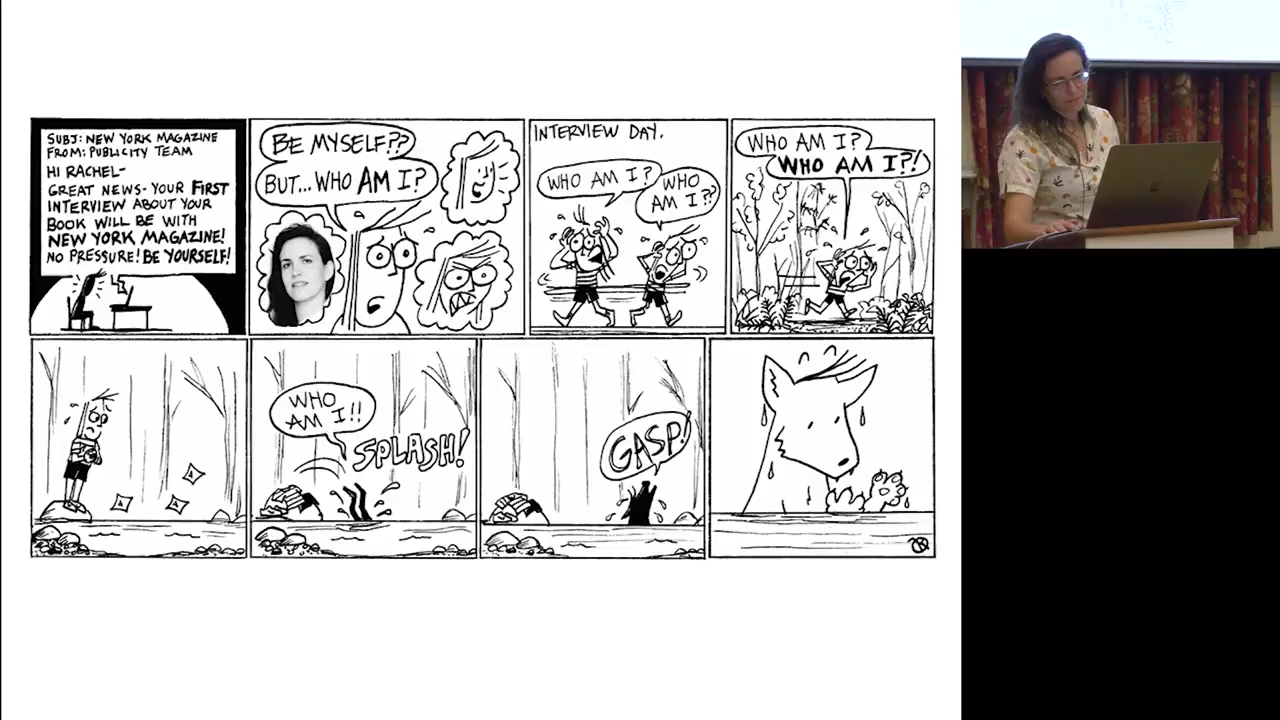 SUBJ: NEW YORK MAGAZINE
FROM: PUBLICITY TEAM
HI RACHEL-
GREAT NEWS- YOUR FIRST
INTERVIEW ABOUT YOUR
BOOK WILL BE WITH
NEW YORK MAGAZINE!
NO PRESSURE! BE YOURSELF!
BE MYSELF??
BUT...WHO AM I?
INTERVIEW DAY.
WHO AM I?
WHO
AM I??
WHO AM I?
WHO AM I?!
WHO
AM I!!
SPLASH!
GASP!